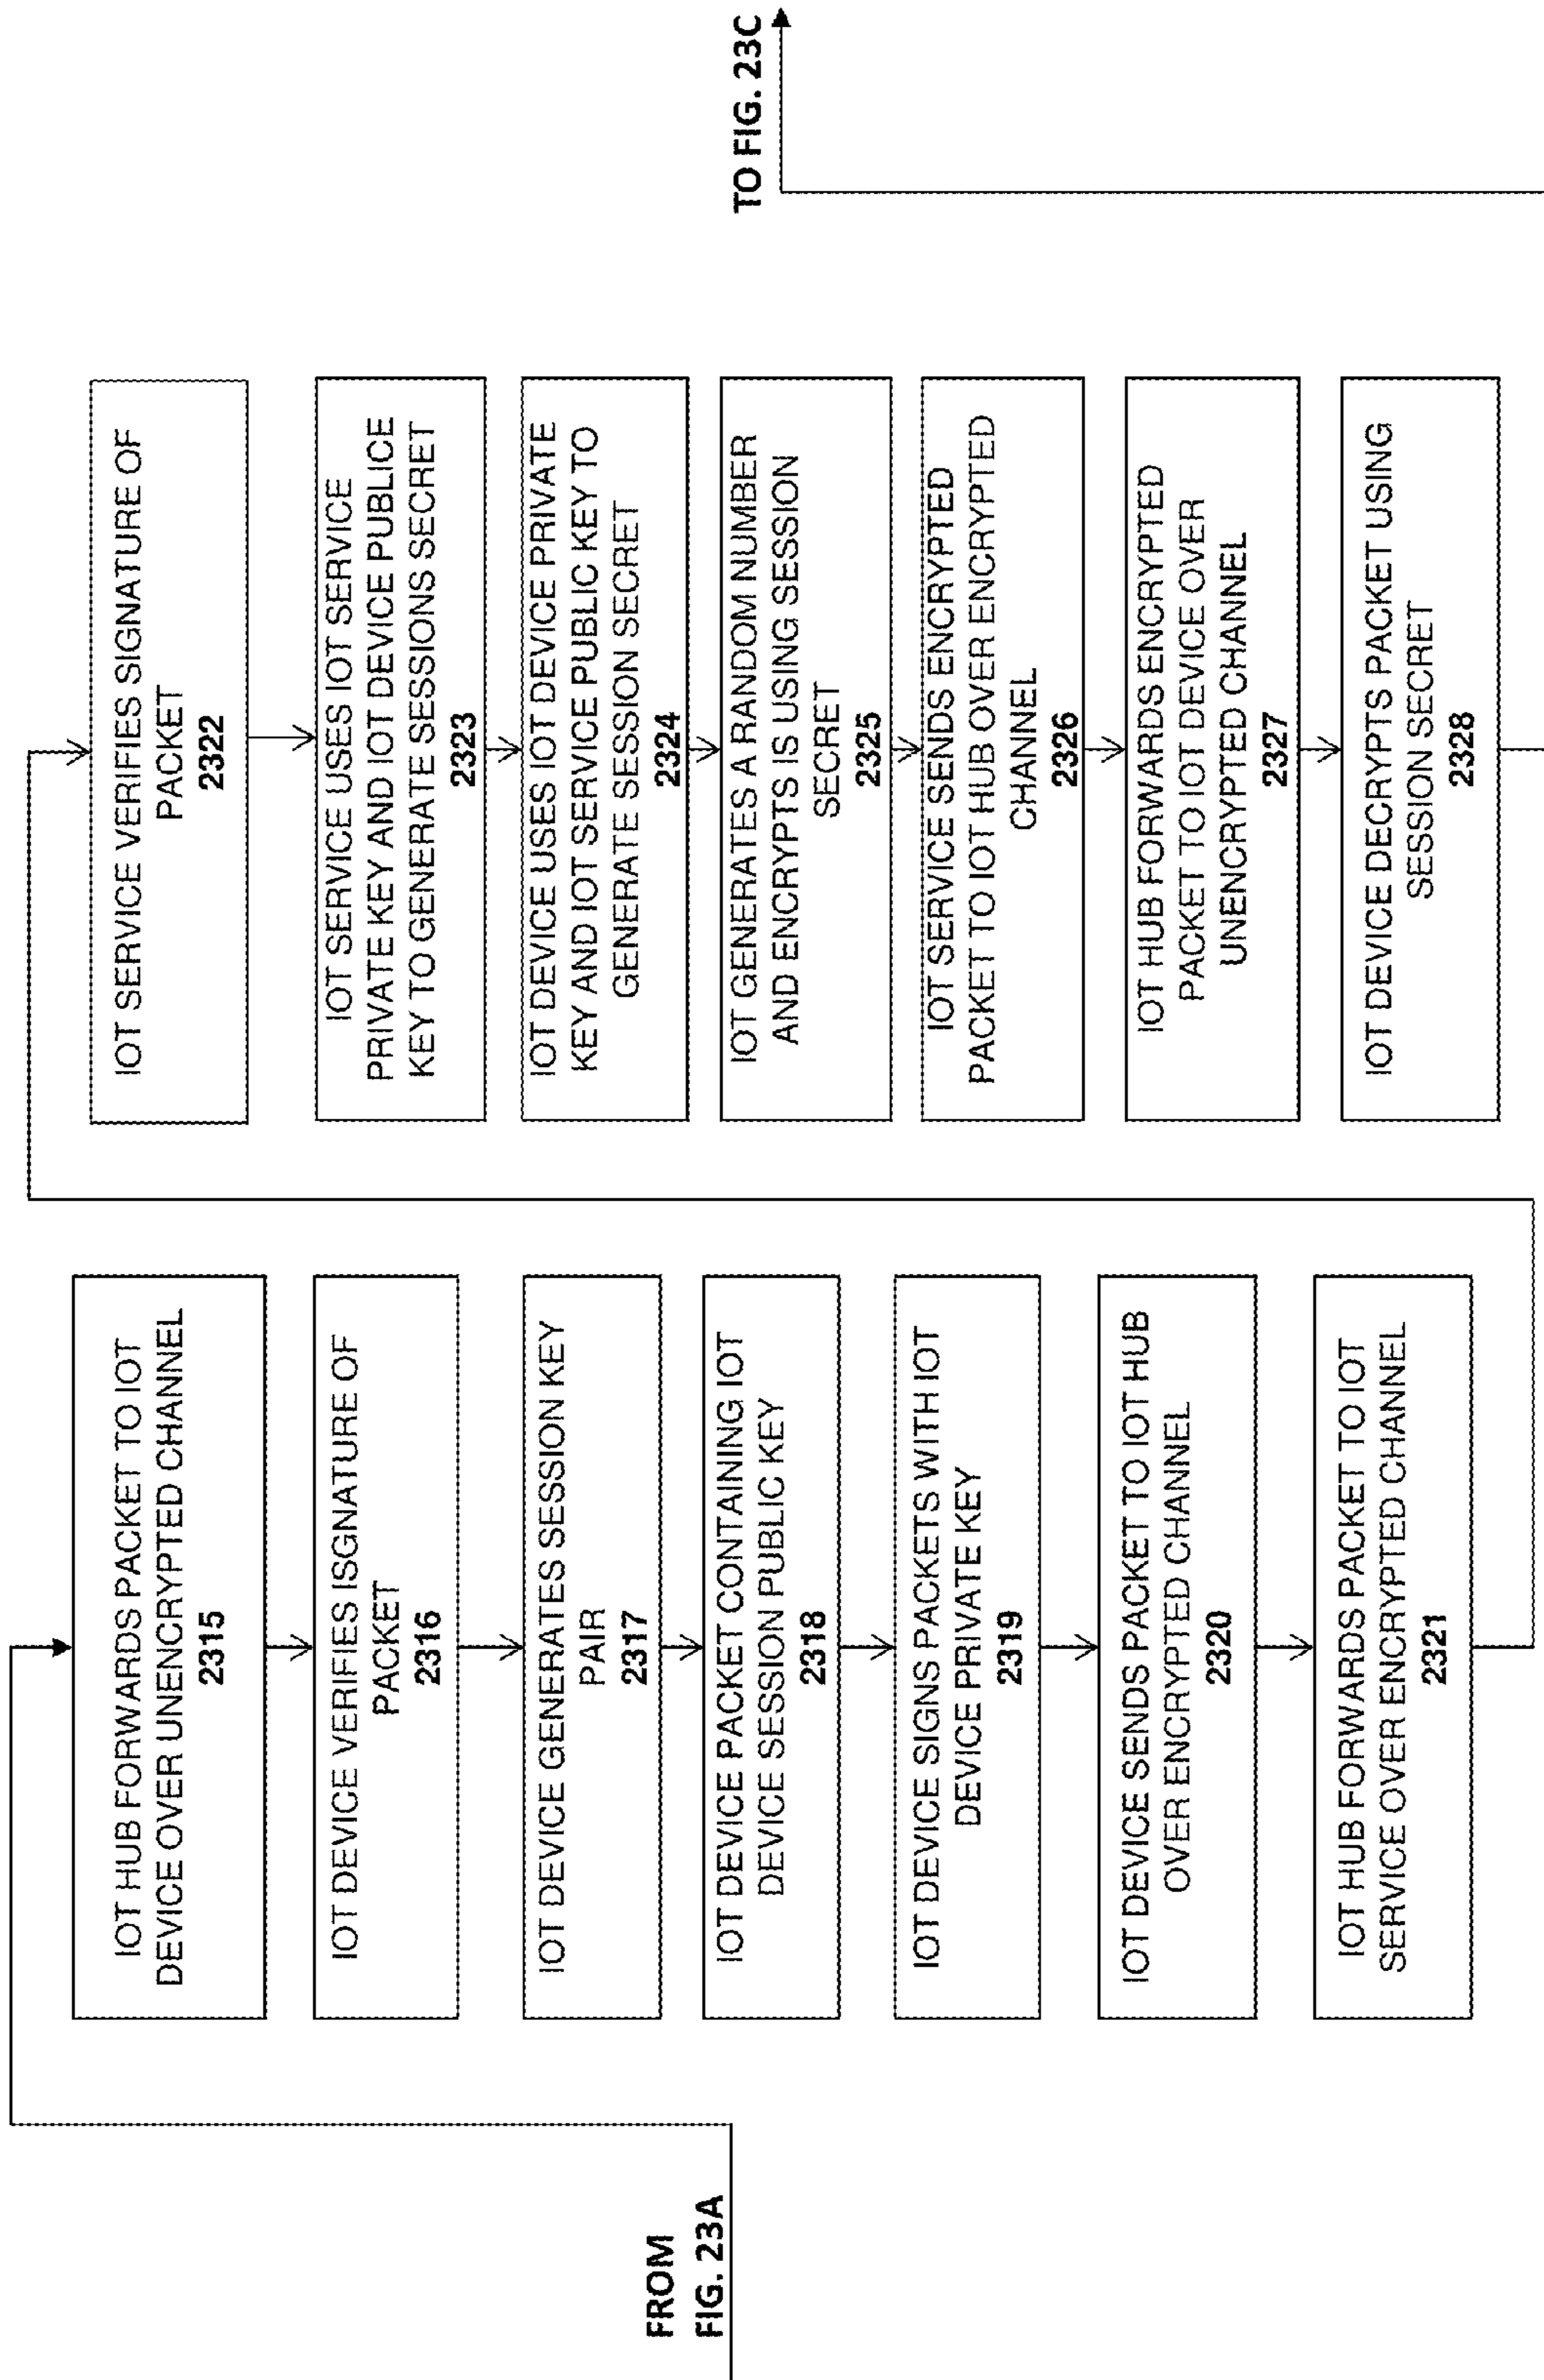 FROM
FIG. 23A
IOT HUB FORWARDS PACKET TO IOT
DEVICE OVER UNENCRYPTED CHANNEL
2315
IOT DEVICE VERIFIES ISGNATURE OF
PACKET
2316
IOT DEVICE GENERATES SESSION KEY
PAIR
2317
IOT DEVICE PACKET CONTAINING IOT
DEVICE SESSION PUBLIC KEY
2318
IOT DEVICE SIGNS PACKETS WITH IOT
DEVICE PRIVATE KEY
2319
IOT DEVICE SENDS PACKET TO IOT HUB
OVER ENCRYPTED CHANNEL
2320
IOT HUB FORWARDS PACKET TO IOT
SERVICE OVER ENCRYPTED CHANNEL
2321
IOT SERVICE VERIFIES SIGNATURE OF
PACKET
2322
IOT SERVICE USES IOT SERVICE
PRIVATE KEY AND IOT DEVICE PUBLICE
KEY TO GENERATE SESSIONS SECRET
2323
IOT DEVICE USES IOT DEVICE PRIVATE
KEY AND IOT SERVICE PUBLIC KEY TO
GENERATE SESSION SECRET
2324
IOT GENERATES A RANDOM NUMBER
AND ENCRYPTS IS USING SESSION
SECRET
2325
IOT SERVICE SENDS ENCRYPTED
PACKET TO IOT HUB OVER ENCRYPTED
CHANNEL
2326
IOT HUB FORWARDS ENCRYPTED
PACKET TO IOT DEVICE OVER
UNENCRYPTED CHANNEL
2327
IOT DEVICE DECRYPTS PACKET USING
SESSION SECRET
2328
TO FIG. 23C